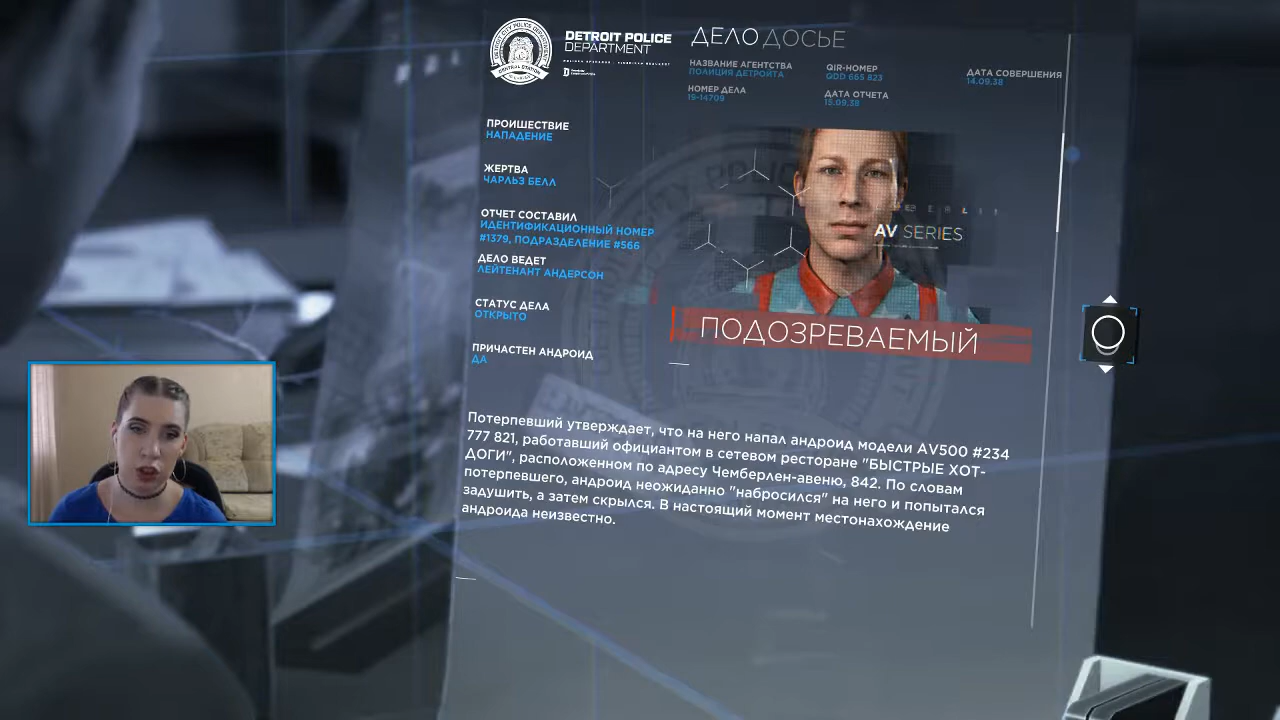 DETROIT POLICE
DEPARTMENT
ДЕЛО ДОСЬЕ
НАЗВАНИЕ АГЕНТСТВА
ПОЛИЦИЯ ДЕТРОЙТА
QIR-НОМЕР
QDD 665 823
ДАТА СОВЕРШЕНИЯ
14.09.38
НОМЕР ДЕЛА
19-14709
ДАТА ОТЧЕТА
15.09.38
ПРОИШЕСТВИЕ
НАПАДЕНИЕ
ЖЕРТВА
ЧАРЛЬЗ БЕЛЛ
ОТЧЕТ СОСТАВИЛ
ИДЕНТИФИКАЦИОННЫЙ НОМЕР
#1379, ПОДРАЗДЕЛЕНИЕ #566
ДЕЛО ВЕДЕТ
ЛЕЙТЕНАНТ АНДЕРСОН
СТАТУС ДЕЛА
ОТКРЫТО
ПРИЧАСТЕН АНДРОИД
ДА
AV SERIES
ПОДОЗРЕВАЕМЫЙ
Потерпевший утверждает, что на него напал андроид модели AV500 #234
777 821, работавший официантом в сетевом ресторане "БЫСТРЫЕ ХОТ-
ДОГИ", расположенном по адресу Чемберлен-авеню, 842. По словам
потерпевшего, андроид неожиданно "набросился" на него и попытался
задушить, а затем скрылся. В настоящий момент местонахождение
андроида неизвестно.